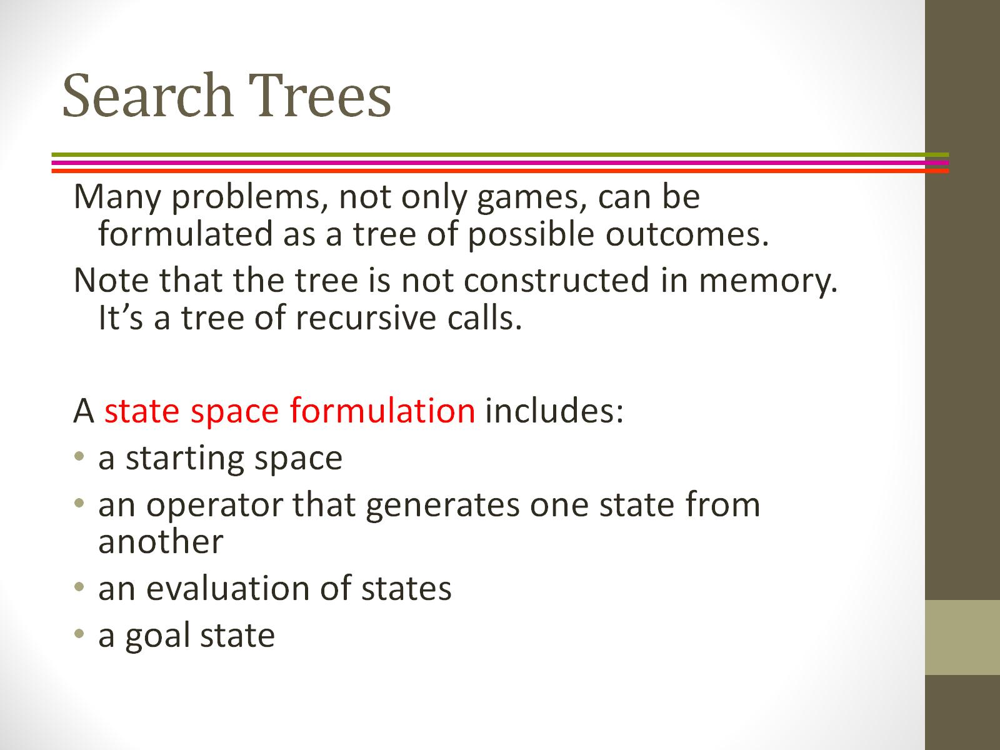 Search Trees
Many problems, not only games, can be
formulated as a tree of possible outcomes.
Note that the tree is not constructed in memory.
It’s a tree of recursive calls.
A state space formulation includes:
• a starting space
• an operator that generates one state from
another
• an evaluation of states
• a goal state